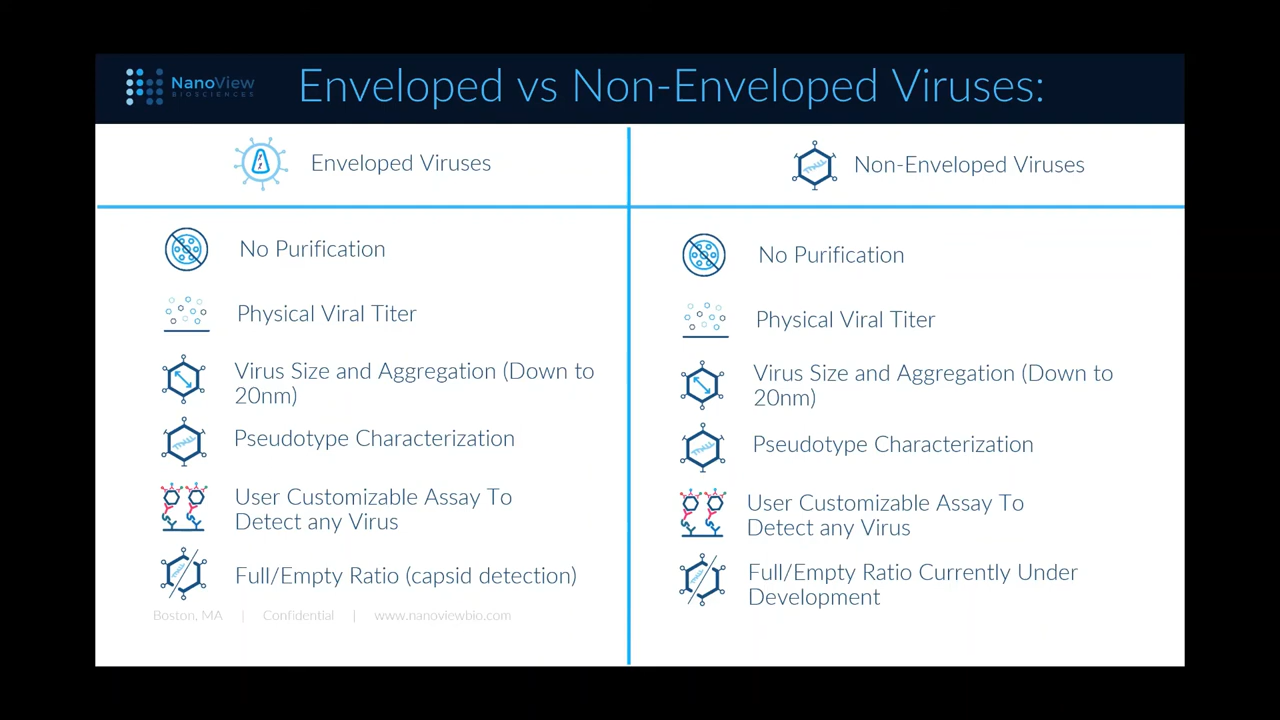 NanoView
BIOSCIENCES
Enveloped vs Non-Enveloped Viruses:
Enveloped Viruses
No Purification
Physical Viral Titer
Virus Size and Aggregation (Down to
20nm)
Pseudotype Characterization
User Customizable Assay To
Detect any Virus
Full/Empty Ratio (capsid detection)
Non-Enveloped Viruses
No Purification
Physical Viral Titer
Virus Size and Aggregation (Down to
20nm)
Pseudotype Characterization
User Customizable Assay To
Detect any Virus
Full/Empty Ratio Currently Under
Development
Boston, MA | Confidential | www.nanoviewbio.com